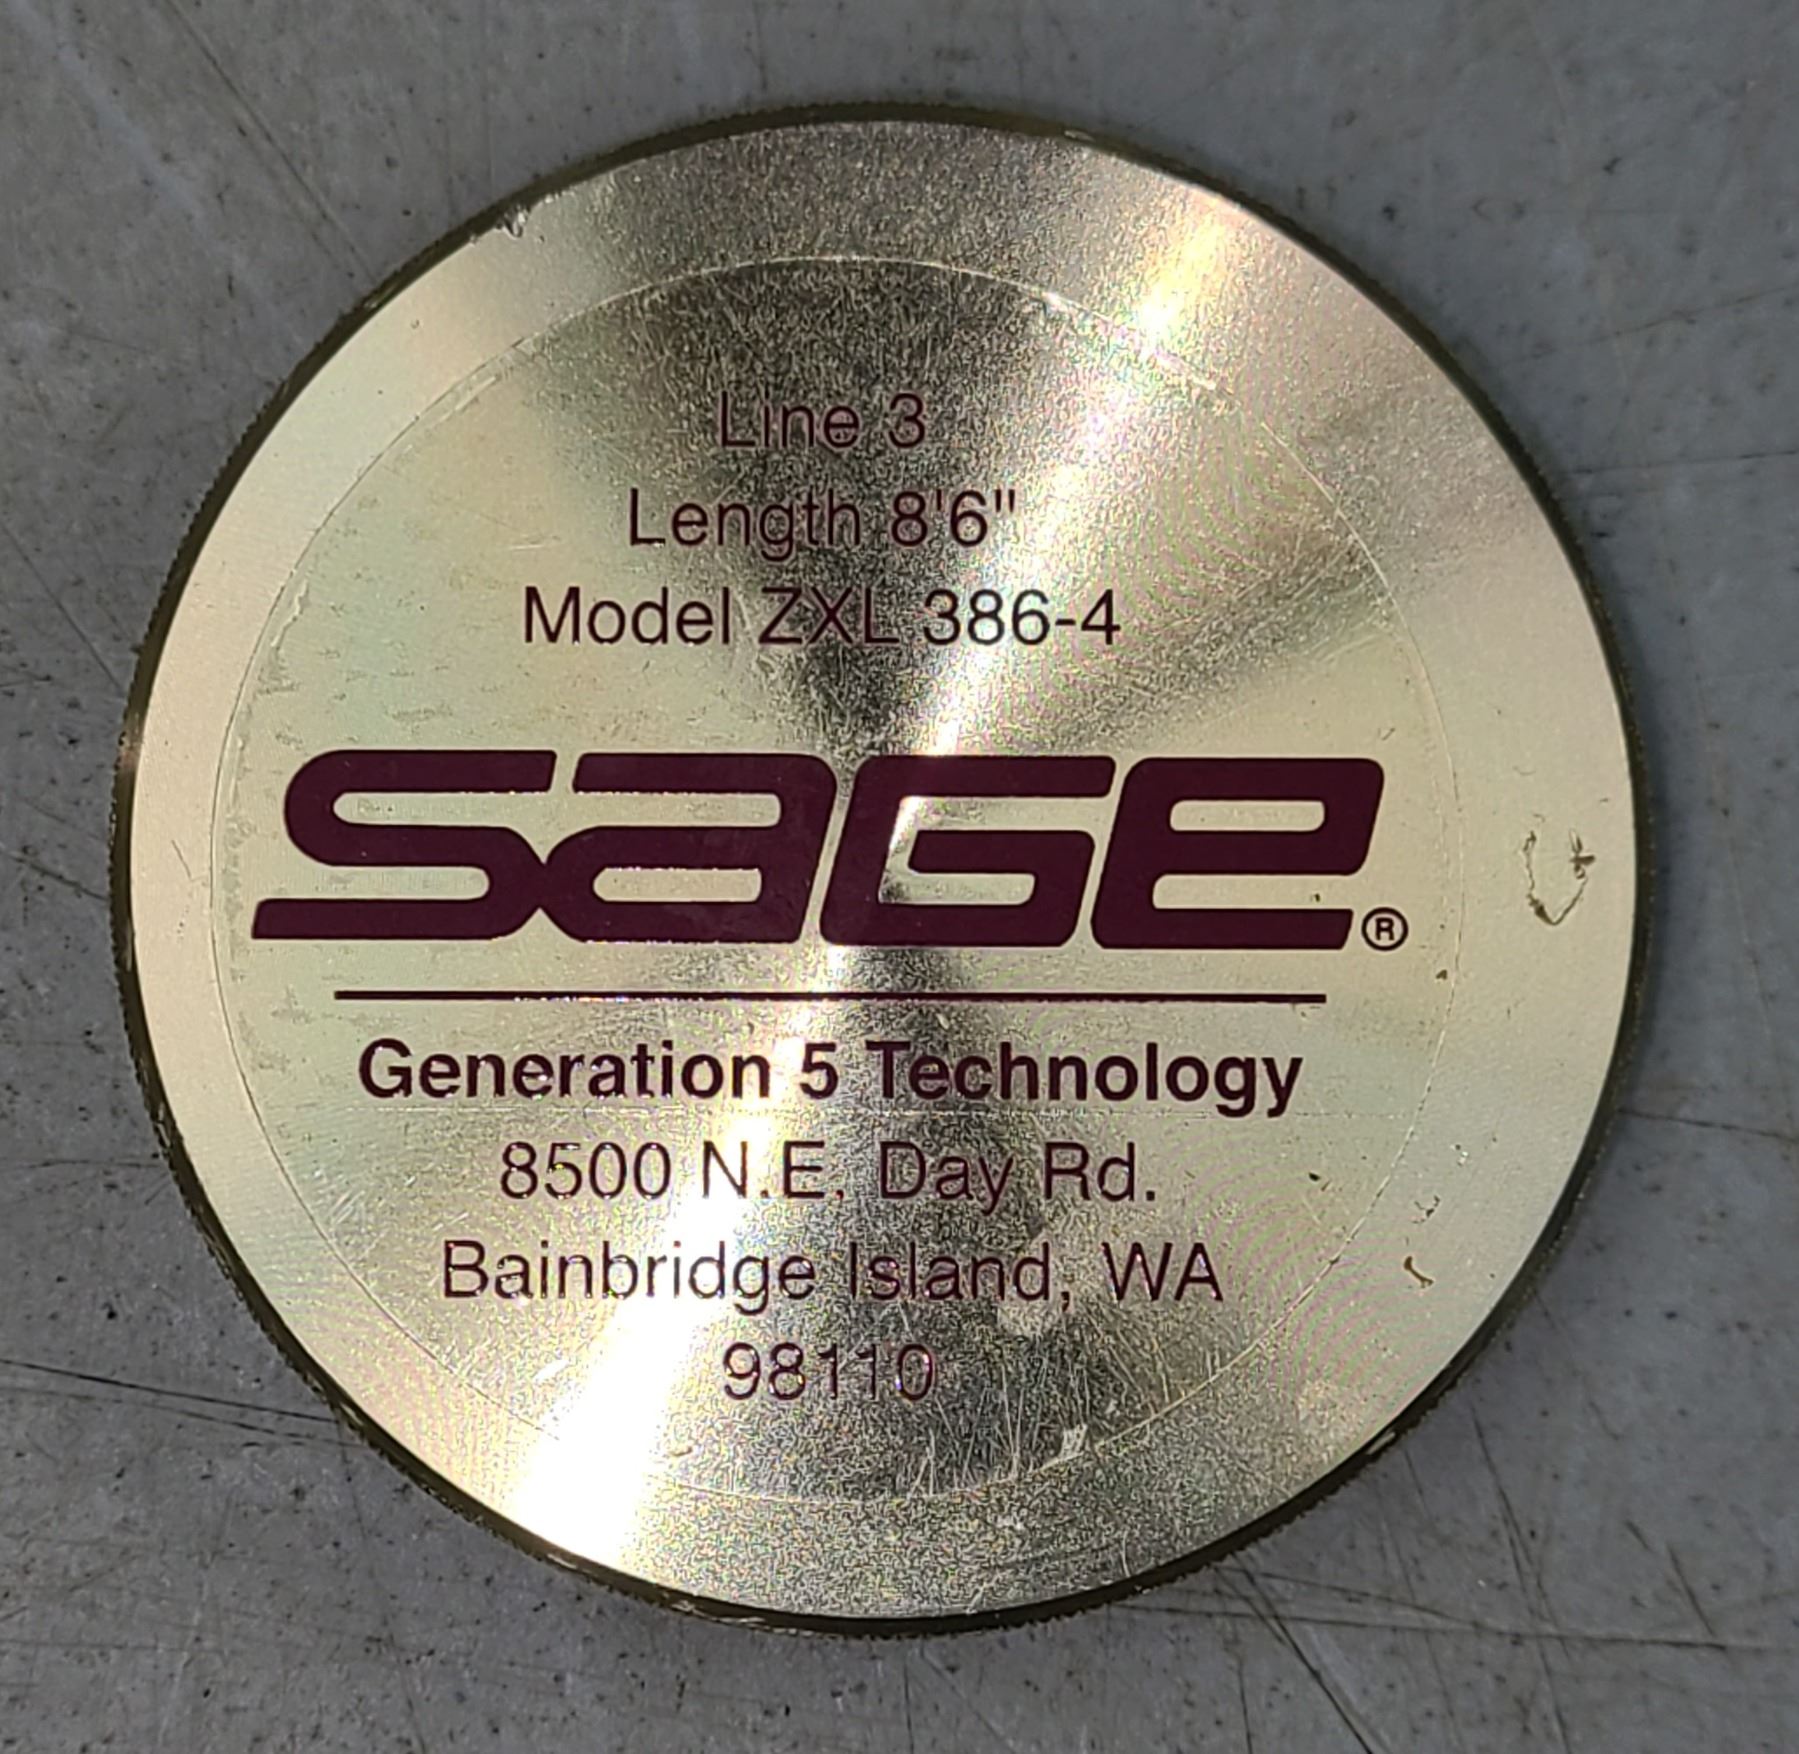 Line 3
Length 8'6"
Model ZXL 386-4
SAGE®
Generation 5 Technology
8500 N.E. Day Rd.
Bainbridge Island, WA
98110